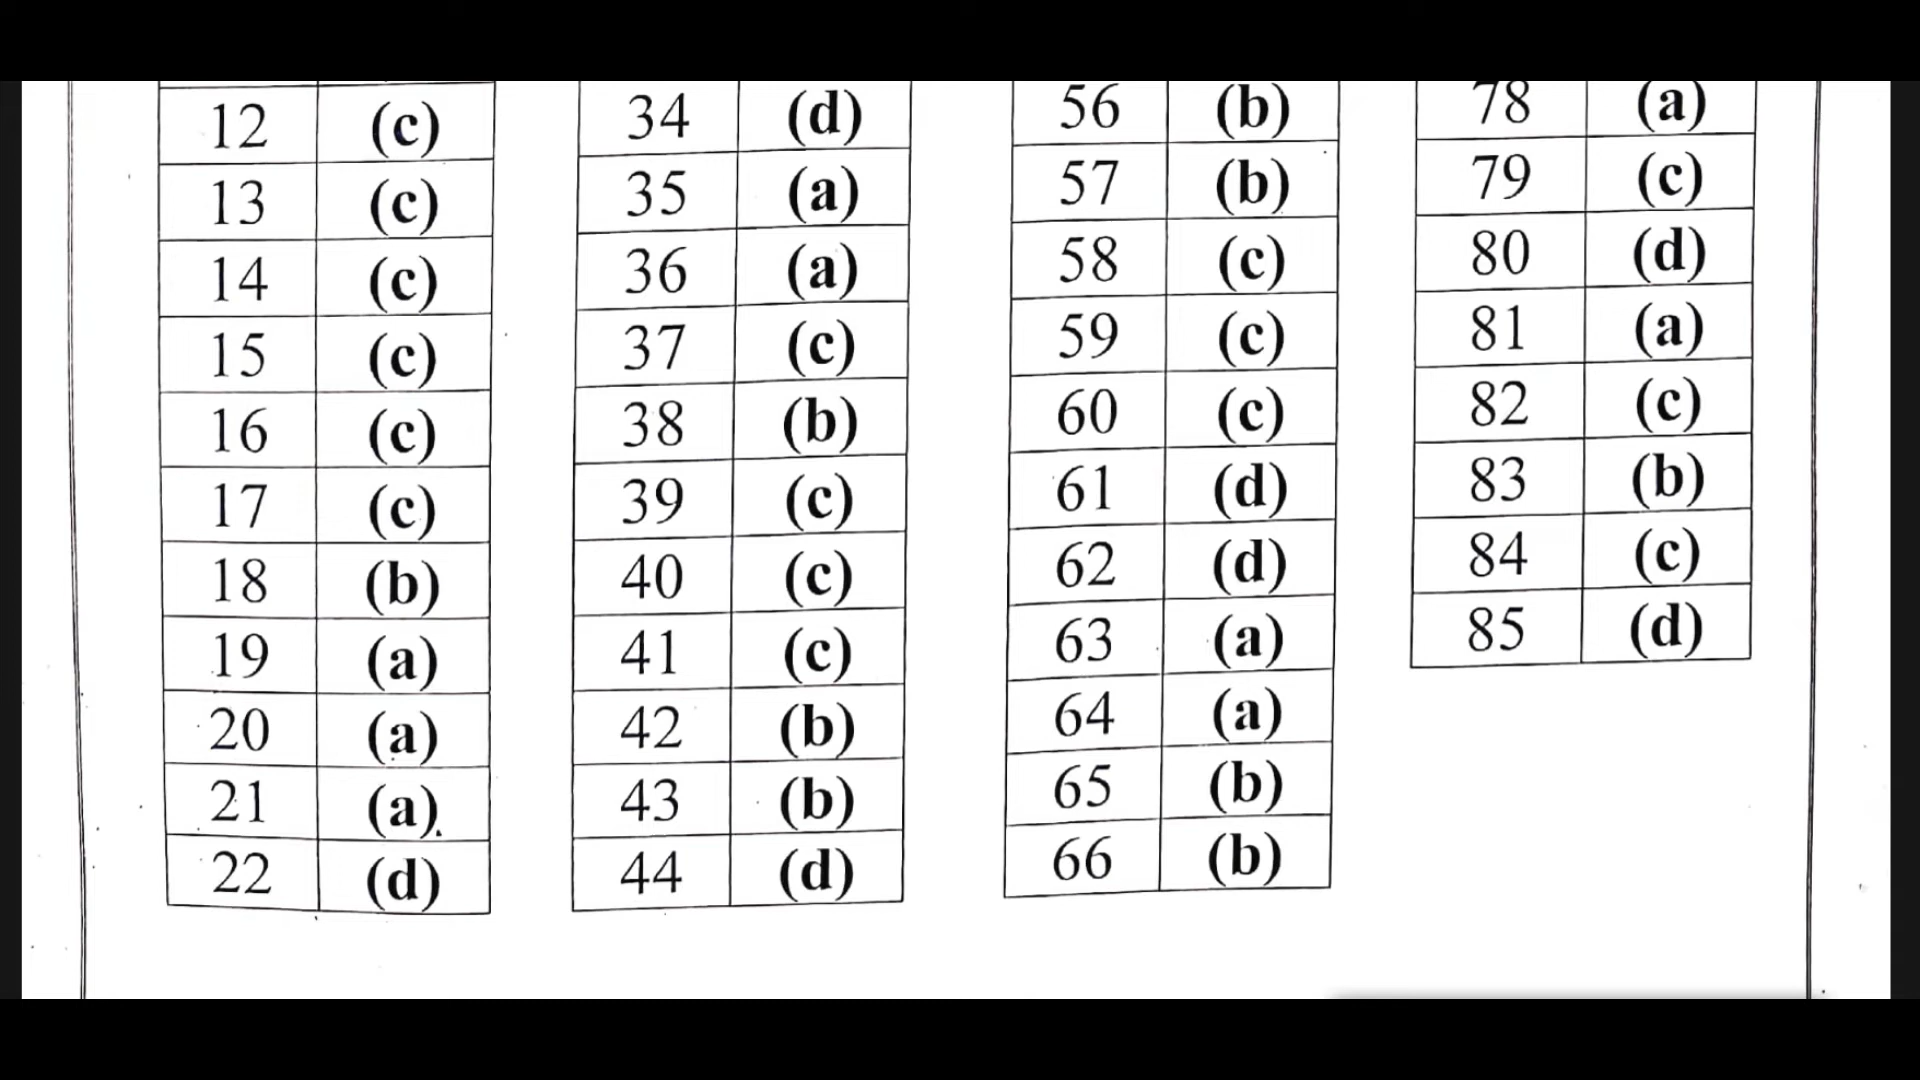 12 (c) 34 (d) 56 (b) 78 (a)
13 (c) 35 (a) 57 (b) 79 (c)
14 (c) 36 (a) 58 (c) 80 (d)
15 (c) 37 (c) 59 (c) 81 (a)
16 (c) 38 (b) 60 (c) 82 (c)
17 (c) 39 (c) 61 (d) 83 (b)
18 (b) 40 (c) 62 (d) 84 (c)
19 (a) 41 (c) 63 (a) 85 (d)
20 (a) 42 (b) 64 (a)
21 (a) 43 (b) 65 (b)
22 (d) 44 (d) 66 (b)